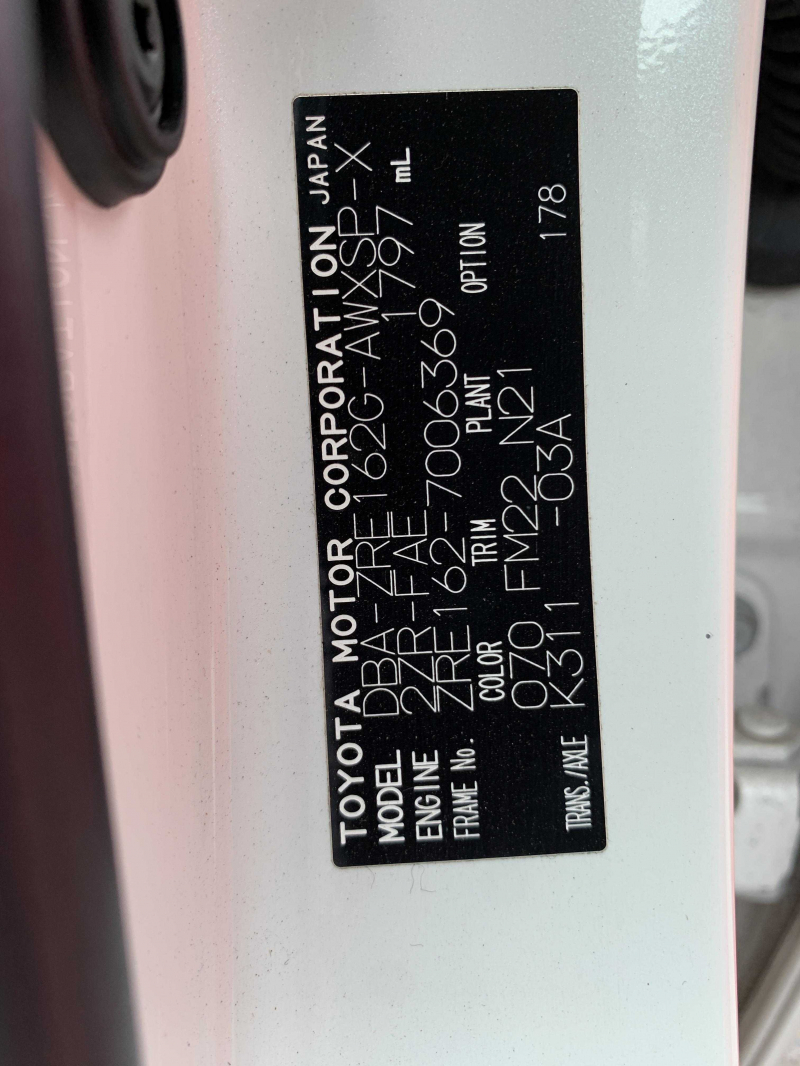 TOYOTA MOTOR CORPORATION JAPAN
MODEL DBA-ZRE162G-AWXSP-X
ENGINE 2ZR-FAE 1797 mL
FRAME No. ZRE162-7006369
COLOR TRIM PLANT OPTION
070 FM22 N21
TRANS./AXLE K311 -03A 178